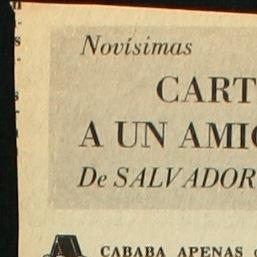 Novísimas
CART
A UN AMIG
De SALVADOR
CABABA APENAS